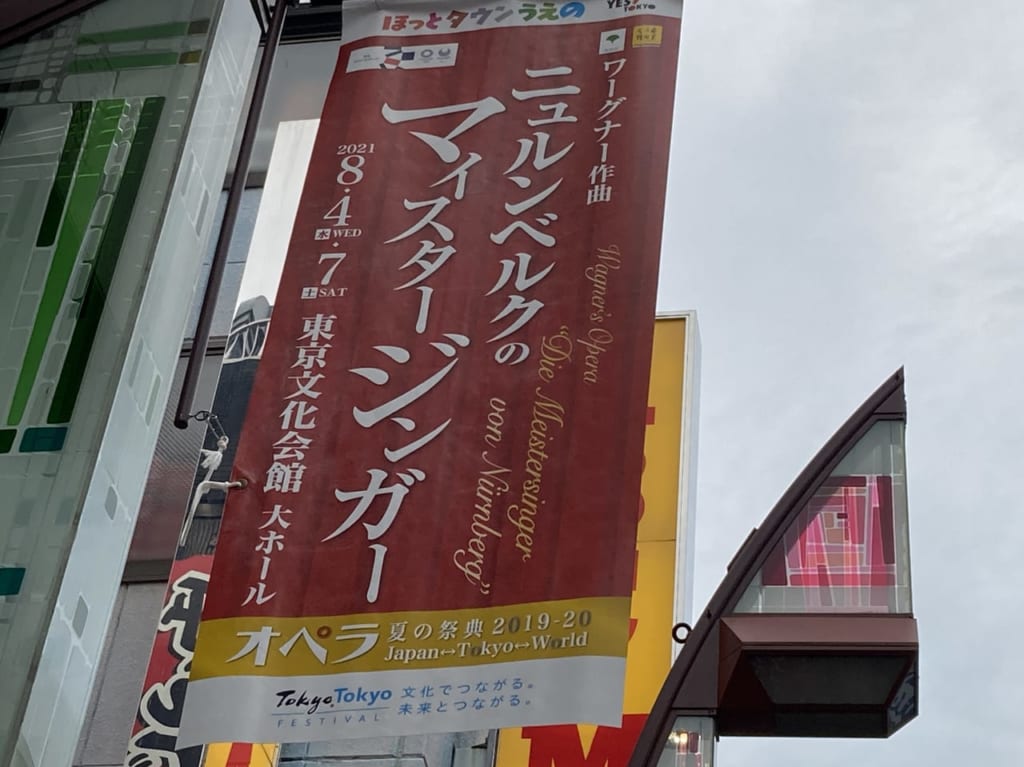 ほっとタウンうえの
YES! TOKYO
ワーグナー作曲
ニュルンベルクの
マイスタージンガー
Wagner's Opera
"Die Meistersinger
von Nürnberg"
2021
8・4・7
水 WED
土 SAT
東京文化会館 大ホール
オペラ 夏の祭典 2019-20
Japan↔Tokyo↔World
Tokyo Tokyo
FESTIVAL
文化でつながる。
未来とつながる。
M